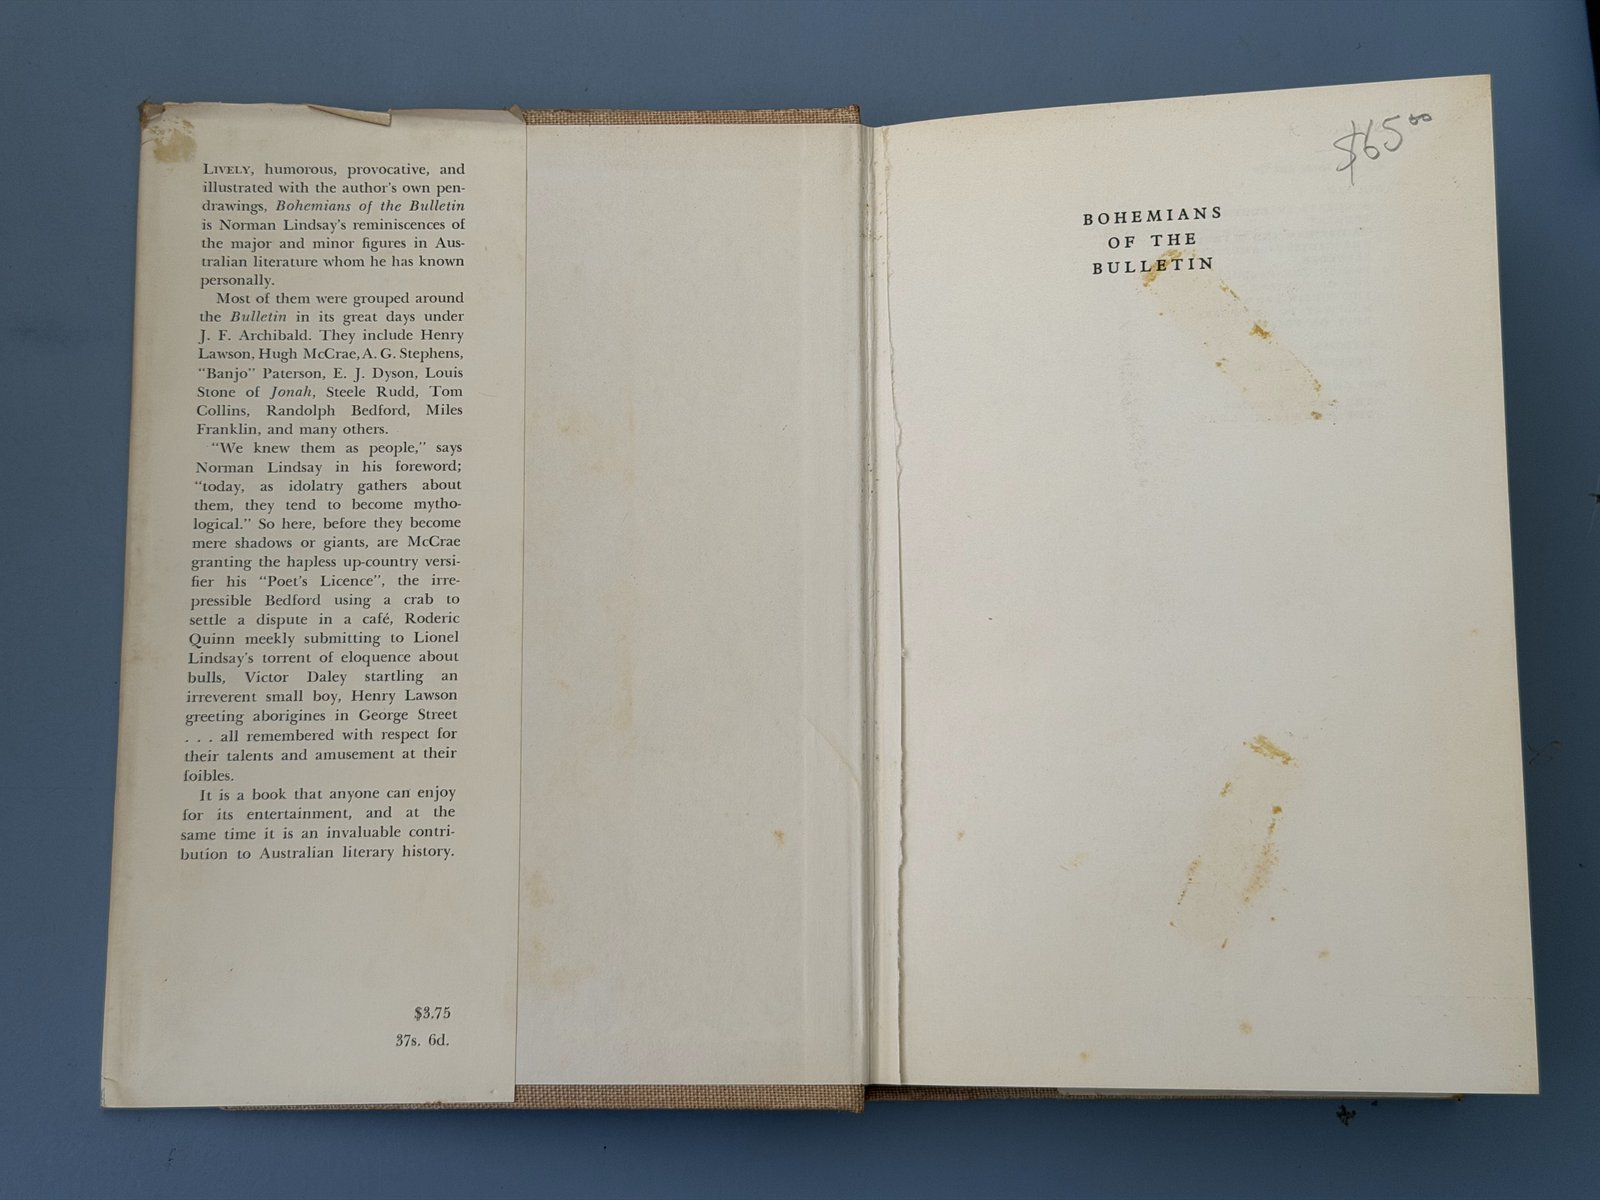 LIVELY, humorous, provocative, and
illustrated with the author's own pen-
drawings, Bohemians of the Bulletin
is Norman Lindsay's reminiscences of
the major and minor figures in Aus-
tralian literature whom he has known
personally.
Most of them were grouped around
the Bulletin in its great days under
J. F. Archibald. They include Henry
Lawson, Hugh McCrae, A. G. Stephens,
"Banjo" Paterson, E. J. Dyson, Louis
Stone of Jonah, Steele Rudd, Tom
Collins, Randolph Bedford, Miles
Franklin, and many others.
"We knew them as people," says
Norman Lindsay in his foreword;
"today, as idolatry gathers about
them, they tend to become mytho-
logical." So here, before they become
mere shadows or giants, are McCrae
granting the hapless up-country versi-
fier his "Poet's Licence", the irre-
pressible Bedford using a crab to
settle a dispute in a café, Roderic
Quinn meekly submitting to Lionel
Lindsay's torrent of eloquence about
bulls, Victor Daley startling an
irreverent small boy, Henry Lawson
greeting aborigines in George Street
. . . all remembered with respect for
their talents and amusement at their
foibles.
It is a book that anyone can enjoy
for its entertainment, and at the
same time it is an invaluable contri-
bution to Australian literary history.
$3.75
37s. 6d.
$65.00
BOHEMIANS
OF THE
BULLETIN